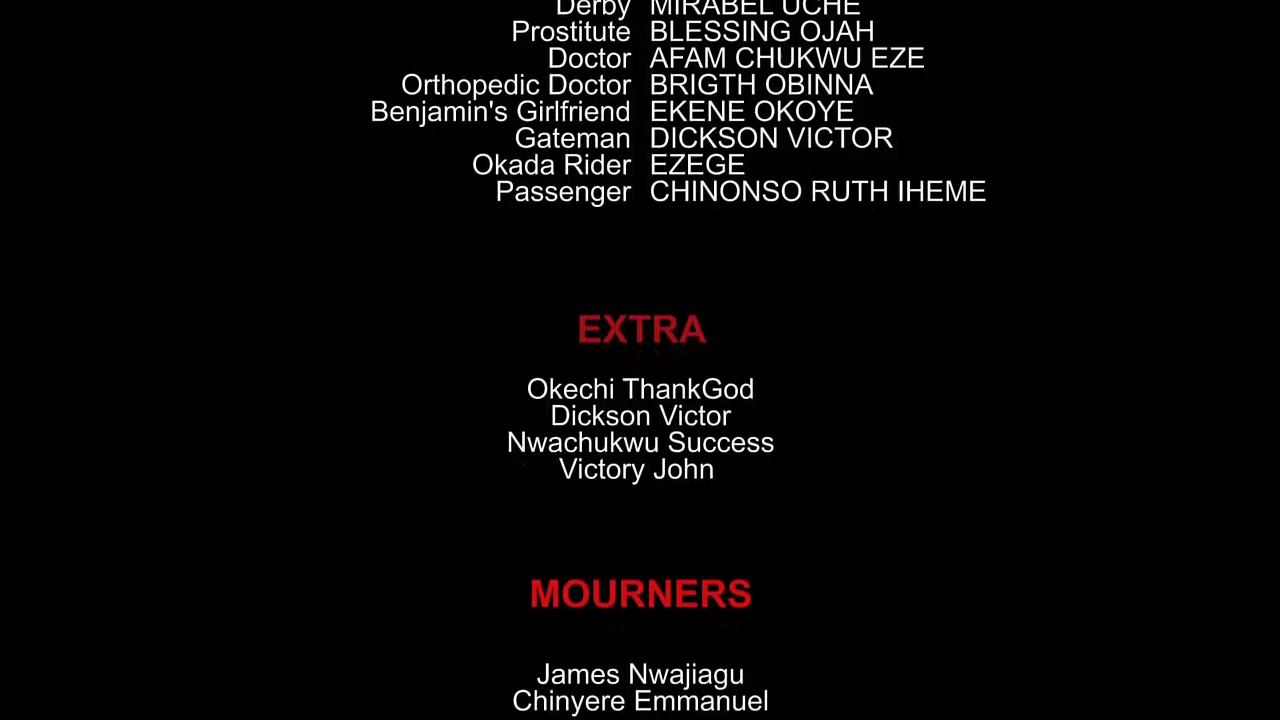 Derby MIRABEL UCHE
Prostitute BLESSING OJAH
Doctor AFAM CHUKWU EZE
Orthopedic Doctor BRIGTH OBINNA
Benjamin's Girlfriend EKENE OKOYE
Gateman DICKSON VICTOR
Okada Rider EZEGE
Passenger CHINONSO RUTH IHEME
EXTRA
Okechi ThankGod
Dickson Victor
Nwachukwu Success
Victory John
MOURNERS
James Nwajiagu
Chinyere Emmanuel